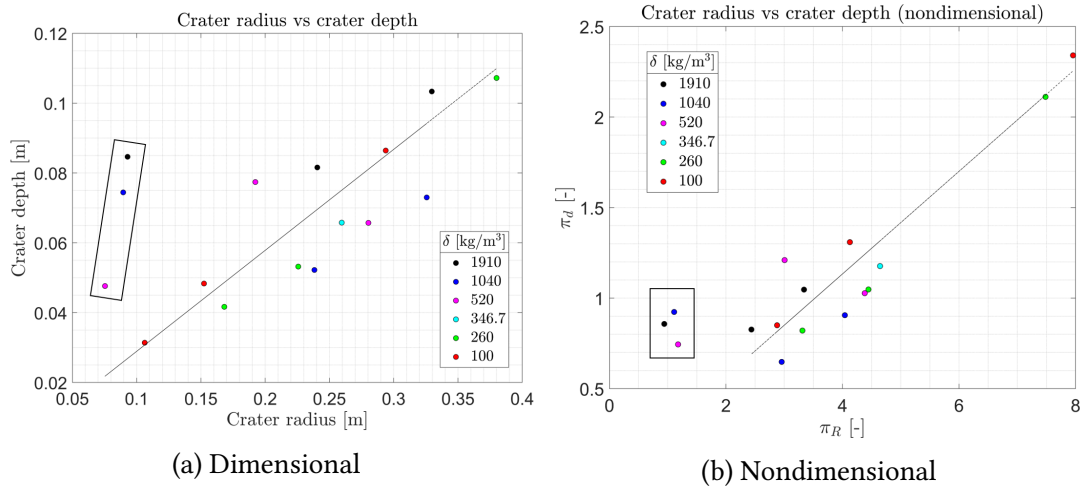 Crater radius vs crater depth
0.12
0.1
0.08
0.06
0.04
0.02
Crater depth [m]
0.05 0.1 0.15 0.2 0.25 0.3 0.35 0.4
Crater radius [m]
δ [kg/m³]
1910
1040
520
346.7
260
100
(a) Dimensional
Crater radius vs crater depth (nondimensional)
2.5
2
1.5
1
0.5
π_d [-]
0 2 4 6 8
π_R [-]
δ [kg/m³]
1910
1040
520
346.7
260
100
(b) Nondimensional